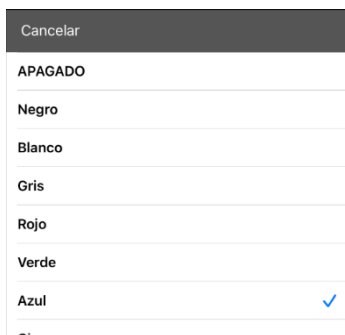 Cancelar
APAGADO
Negro
Blanco
Gris
Rojo
Verde
Azul